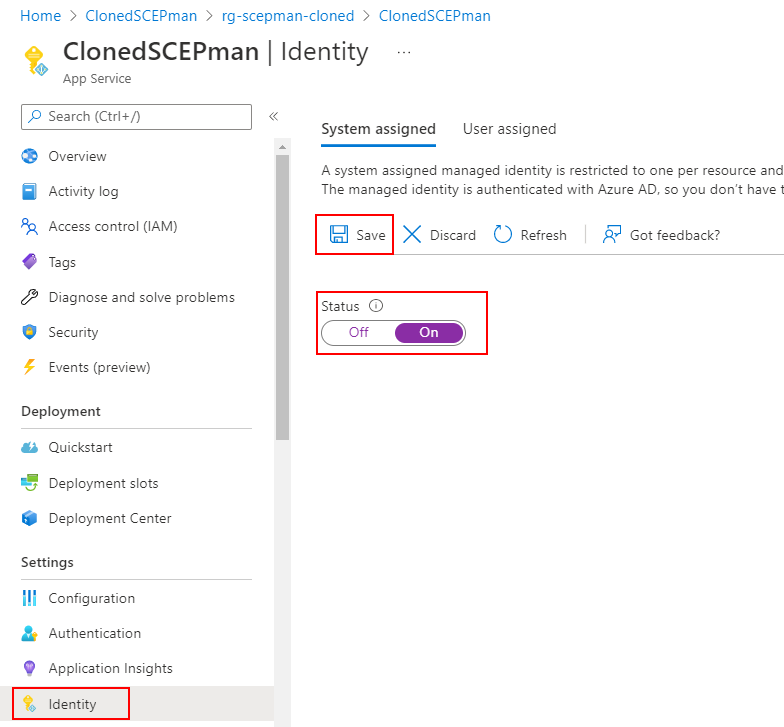 Home > ClonedSCEPman > rg-scepman-cloned > ClonedSCEPman
ClonedSCEPman | Identity ...
App Service
Search (Ctrl+/)
«
Overview
Activity log
Access control (IAM)
Tags
Diagnose and solve problems
Security
Events (preview)
Deployment
Quickstart
Deployment slots
Deployment Center
Settings
Configuration
Authentication
Application Insights
Identity
System assigned User assigned
A system assigned managed identity is restricted to one per resource and
The managed identity is authenticated with Azure AD, so you don't have t
Save Discard Refresh Got feedback?
Status
Off On